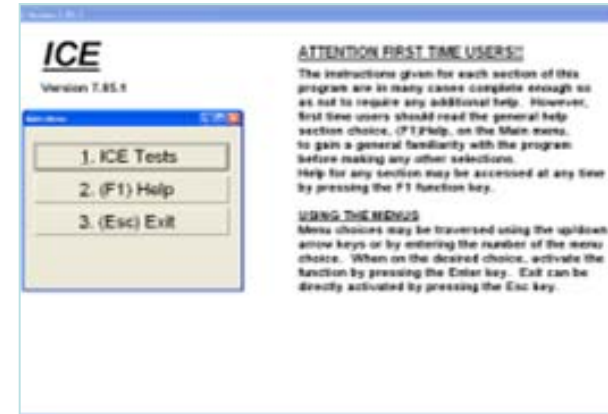 ICE
Version 7.85.1
Main Menu
1. ICE Tests
2. (F1) Help
3. (Esc) Exit
ATTENTION FIRST TIME USERS!!
The instructions given for each section of this
program are in many cases complete enough so
as not to require any additional help. However,
first time users should read the general help
section choice, (F1)Help, on the Main menu,
to gain a general familiarity with the program
before making any other selections.
Help for any section may be accessed at any time
by pressing the F1 function key.
USING THE MENUS
Menu choices may be traversed using the up/down
arrow keys or by entering the number of the menu
choice. When on the desired choice, activate the
function by pressing the Enter key. Exit can be
directly activated by pressing the Esc key.